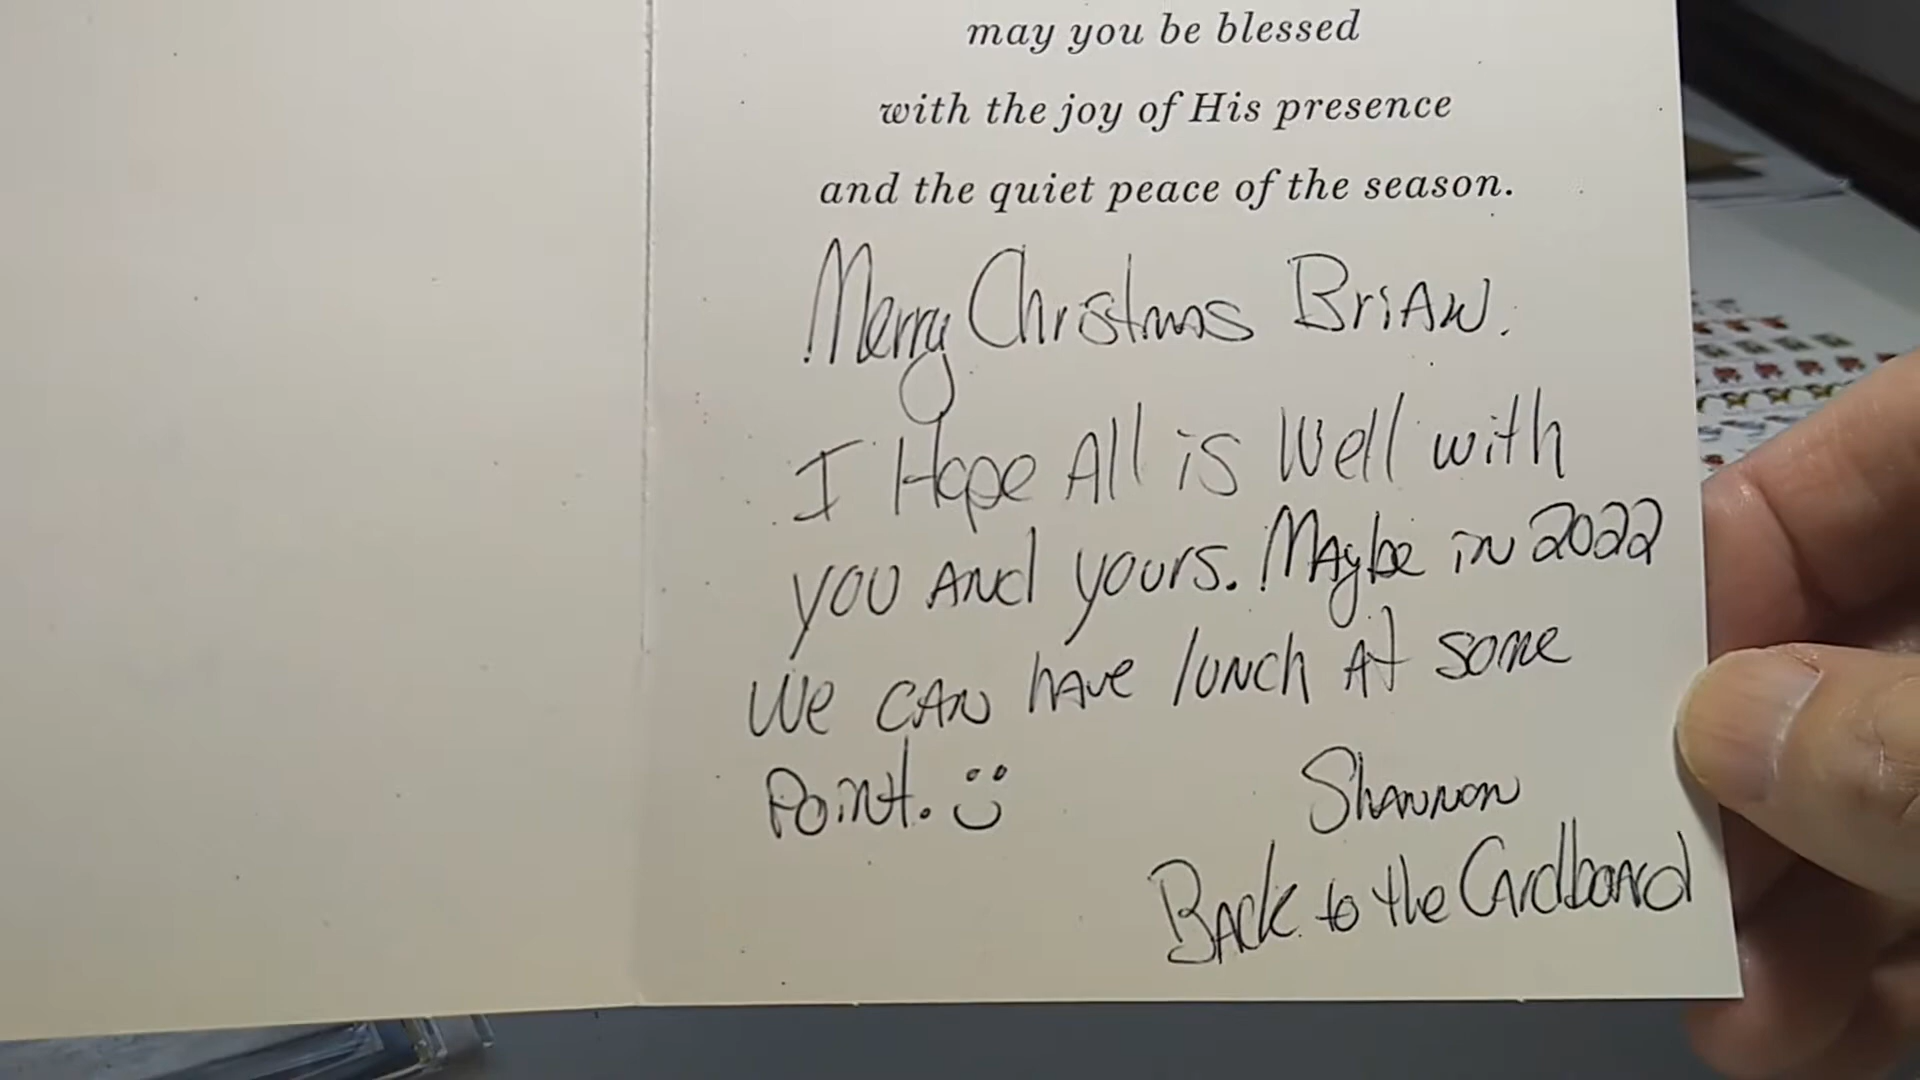 may you be blessed
with the joy of His presence
and the quiet peace of the season.
Merry Christmas BriAN.
I Hope All is Well with
you ANd yours. MAybe in 2022
We CAN hAve lunch At some
Point. :)
ShANNon
BAck to the CArdboArd